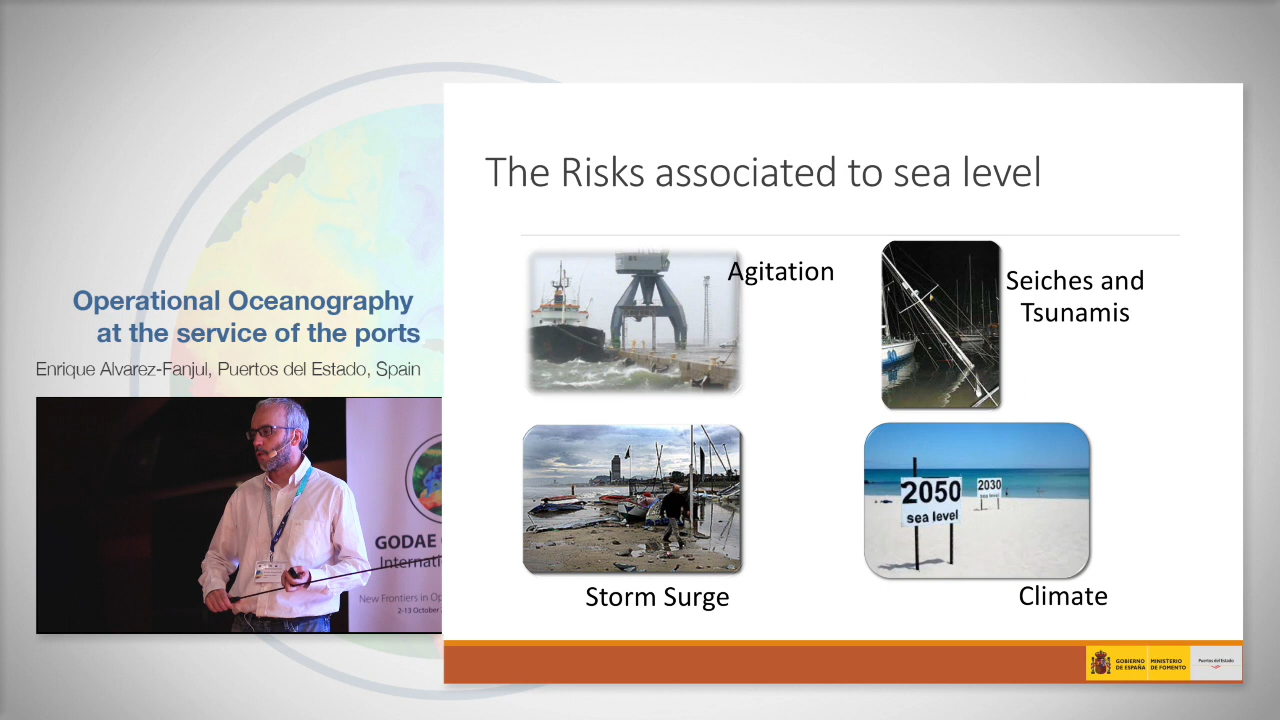 Operational Oceanography
at the service of the ports
Enrique Alvarez-Fanjul, Puertos del Estado, Spain
GODAE
Internati
New Frontiers in Op
2-13 October
The Risks associated to sea level
Agitation
Seiches and
Tsunamis
Storm Surge
2050
sea level
2030
sea level
Climate
GOBIERNO
DE ESPAÑA
MINISTERIO
DE FOMENTO
Puertos del Estado